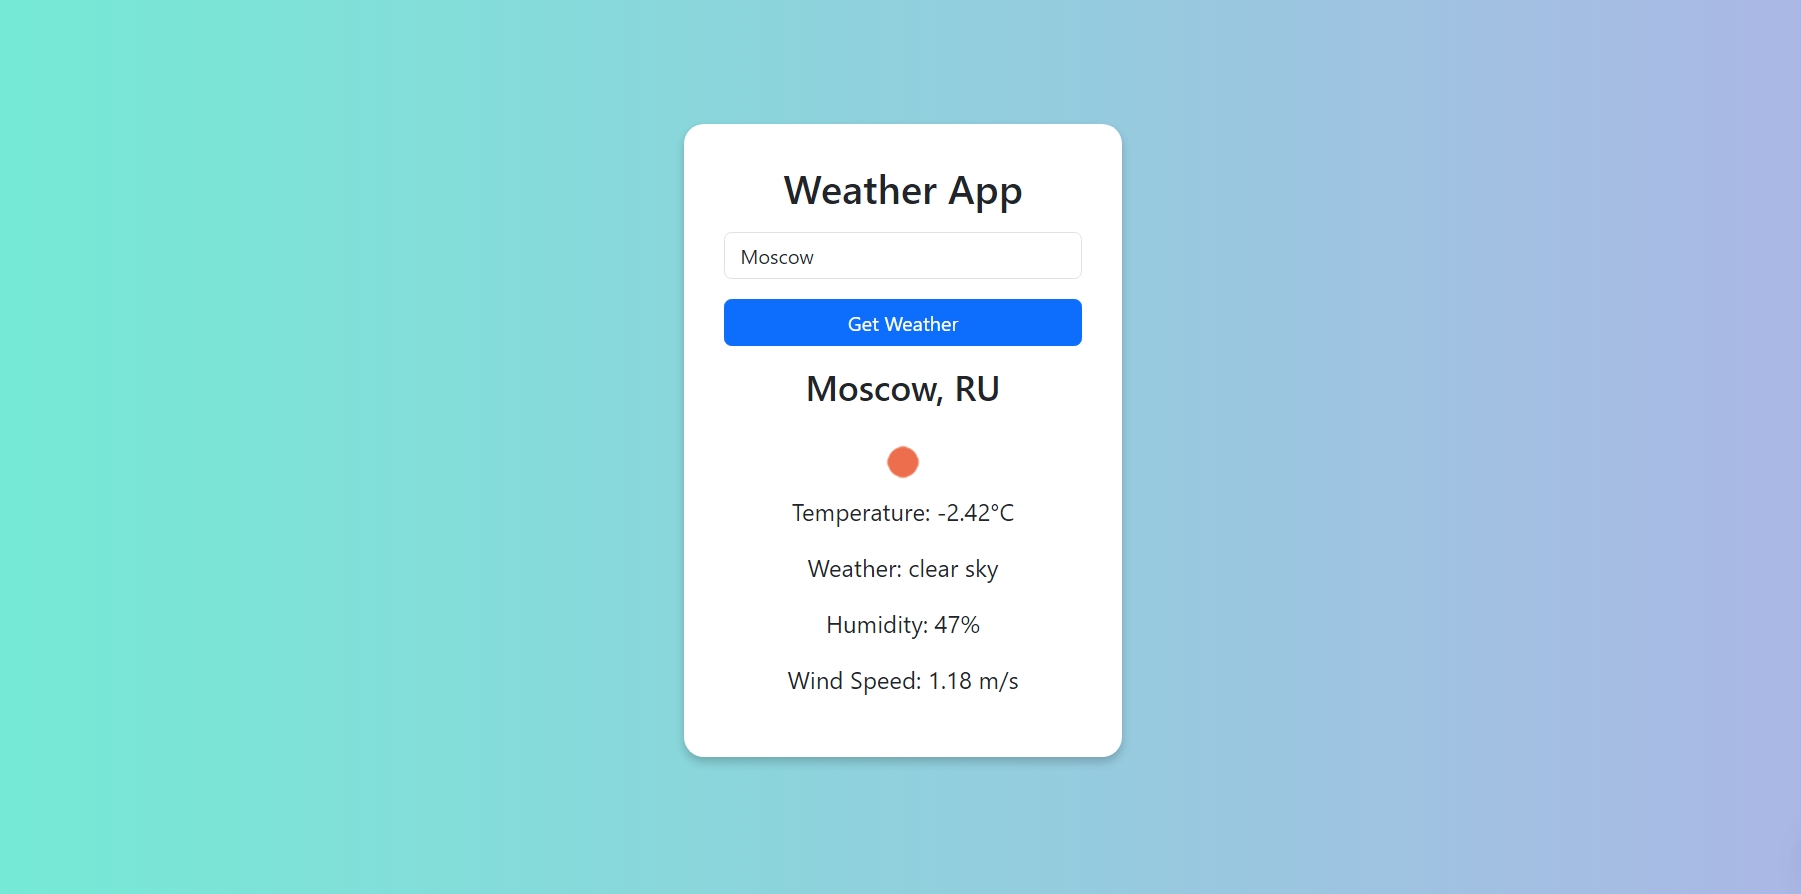 Weather App
Moscow
Get Weather
Moscow, RU
Temperature: -2.42°C
Weather: clear sky
Humidity: 47%
Wind Speed: 1.18 m/s